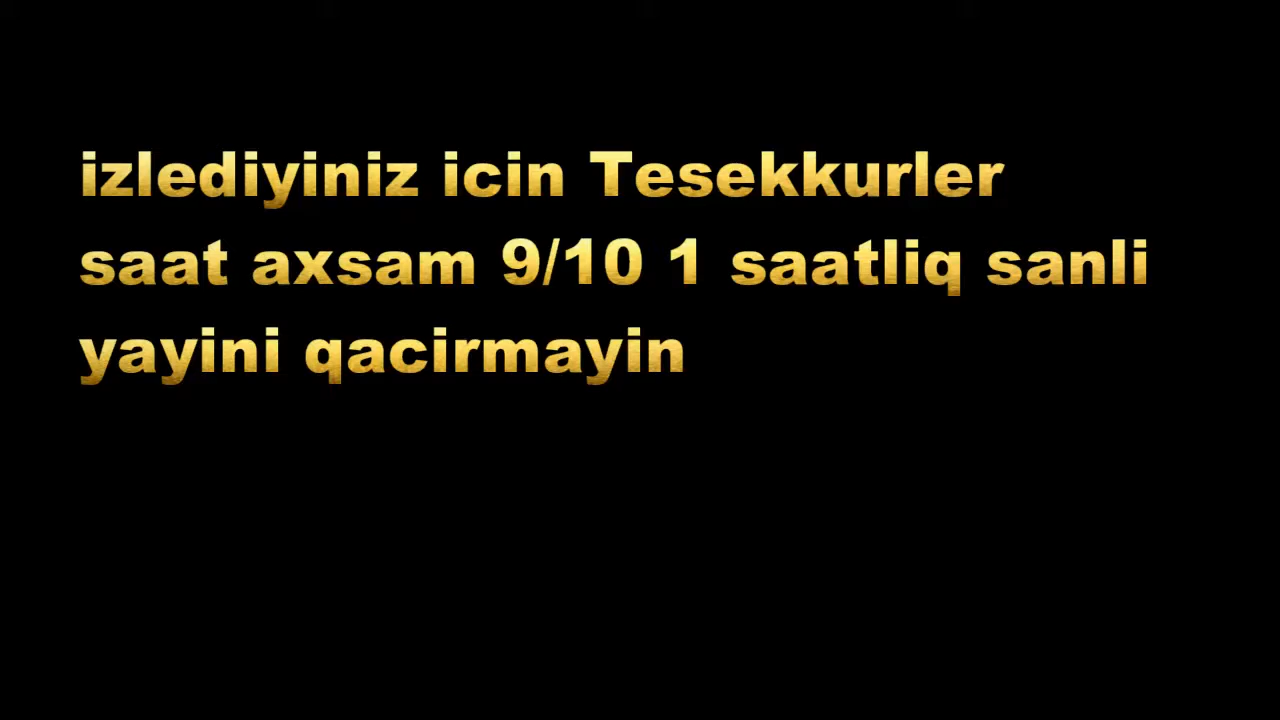 izlediyiniz icin Tesekkurler
saat axsam 9/10 1 saatliq sanli
yayini qacirmayin